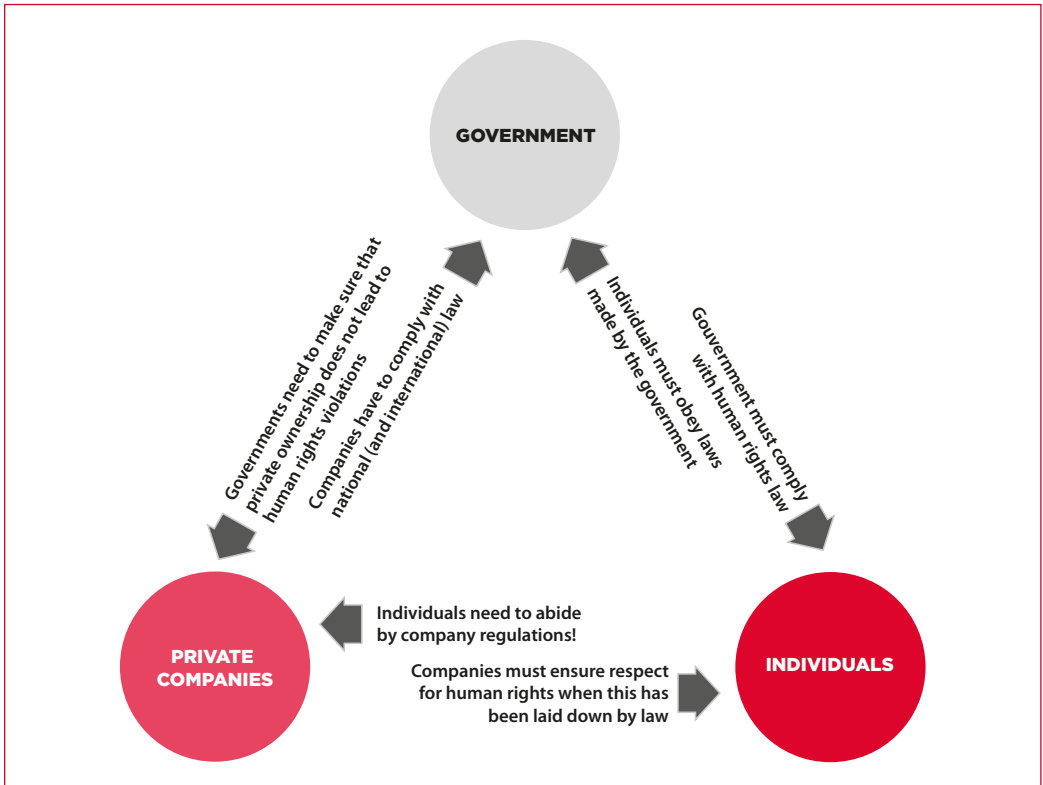 GOVERNMENT
Governments need to make sure that
private ownership does not lead to
human rights violations
Companies have to comply with
national (and international) law
Individuals must obey laws
made by the government
Gouvernment must comply
with human rights law
PRIVATE
COMPANIES
Individuals need to abide
by company regulations!
Companies must ensure respect
for human rights when this has
been laid down by law
INDIVIDUALS